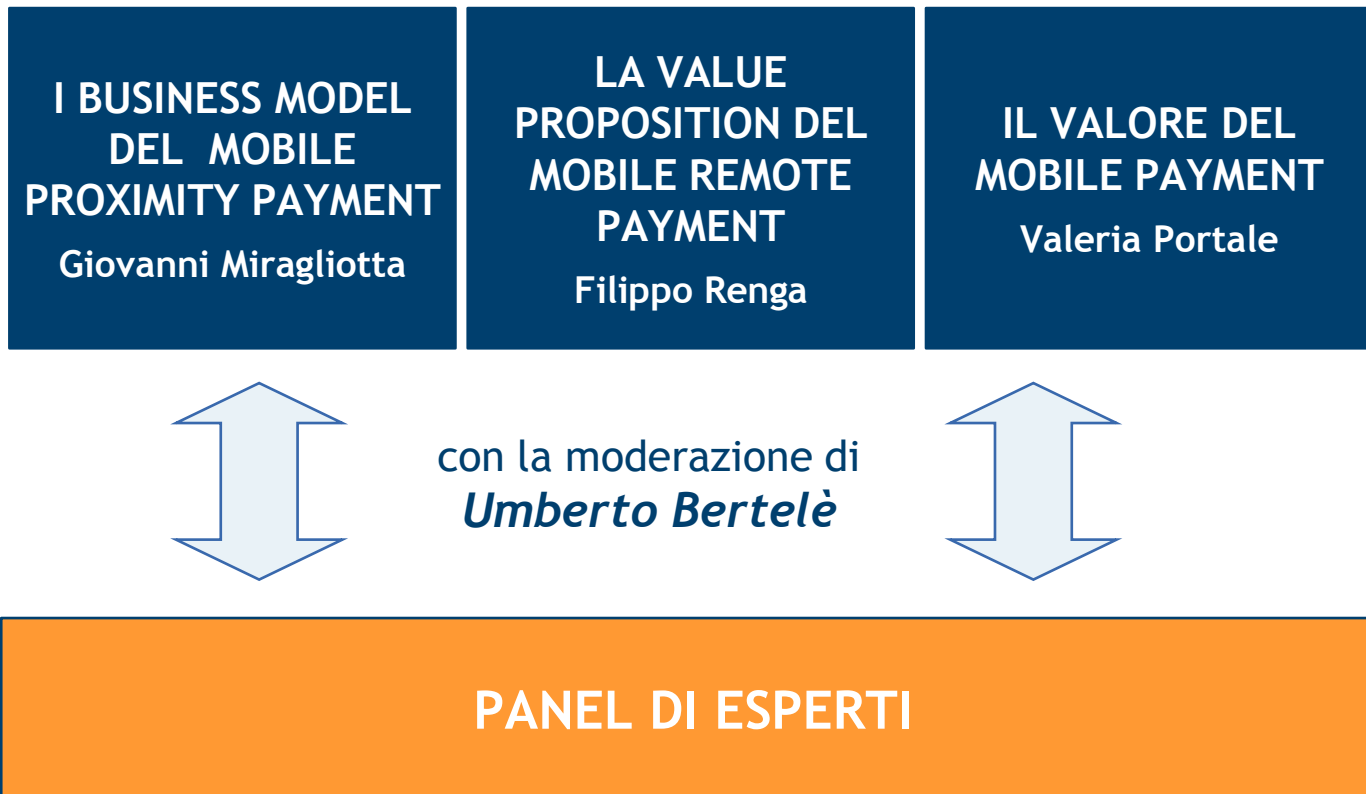 I BUSINESS MODEL
DEL MOBILE
PROXIMITY PAYMENT
Giovanni Miragliotta
LA VALUE
PROPOSITION DEL
MOBILE REMOTE
PAYMENT
Filippo Renga
IL VALORE DEL
MOBILE PAYMENT
Valeria Portale
con la moderazione di
Umberto Bertelè
PANEL DI ESPERTI